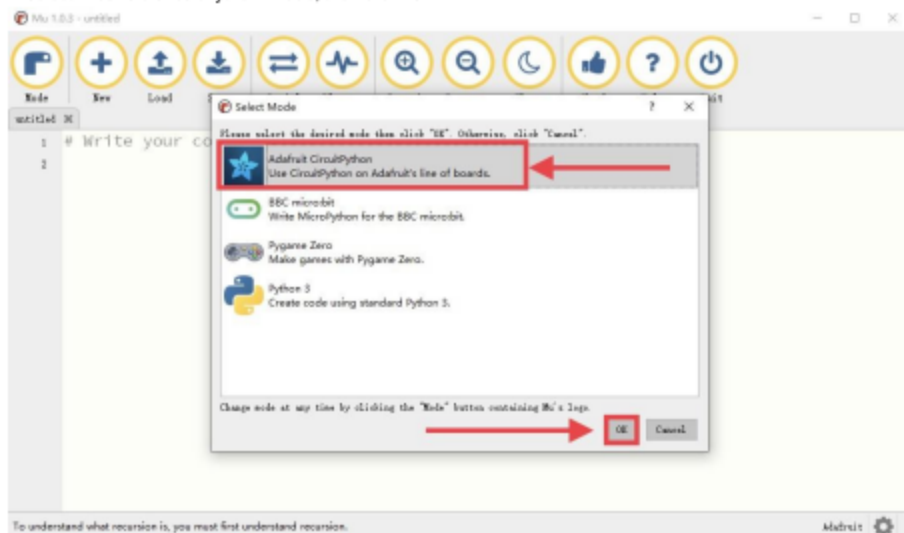 Mu 1.0.3 - untitled
Mode New Load
untitled
Select Mode
Please select the desired mode then click "OK". Otherwise, click "Cancel".
1 # Write your co
2
Adafruit CircuitPython
Use CircuitPython on Adafruit's line of boards.
BBC micro:bit
Write MicroPython for the BBC micro:bit.
Pygame Zero
Make games with Pygame Zero.
Python 3
Create code using standard Python 3.
Change mode at any time by clicking the "Mode" button containing Mu's logo.
OK Cancel
To understand what recursion is, you must first understand recursion.
Adafruit